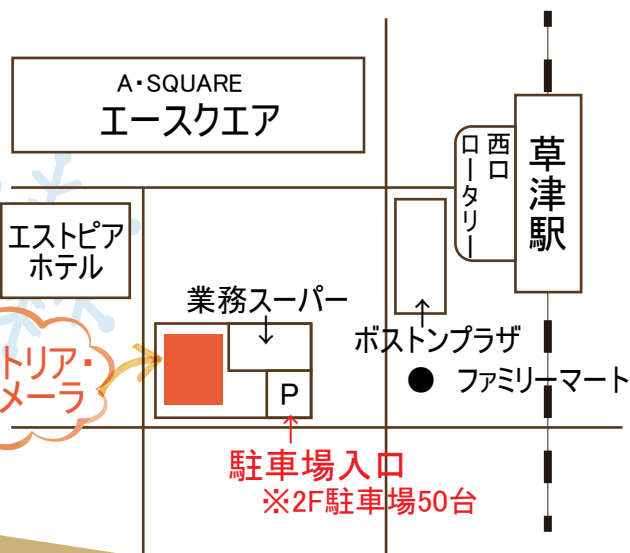 A・SQUARE
エースクエア
西口
ロータリー
草津駅
エストピア
ホテル
業務スーパー
ボストンプラザ
トリア・
メーラ
P
ファミリーマート
駐車場入口
※2F駐車場50台